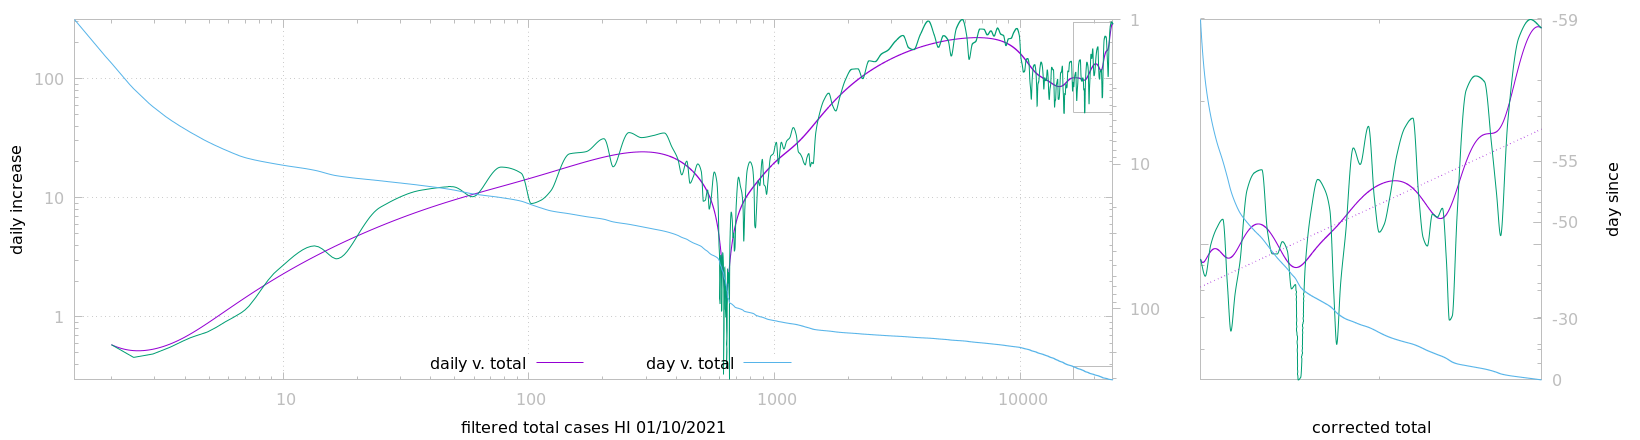 daily increase
100
10
1
daily v. total
day v. total
10
100
1000
10000
filtered total cases HI 01/10/2021
1
10
100
-59
-55
-50
-30
0
day since
corrected total